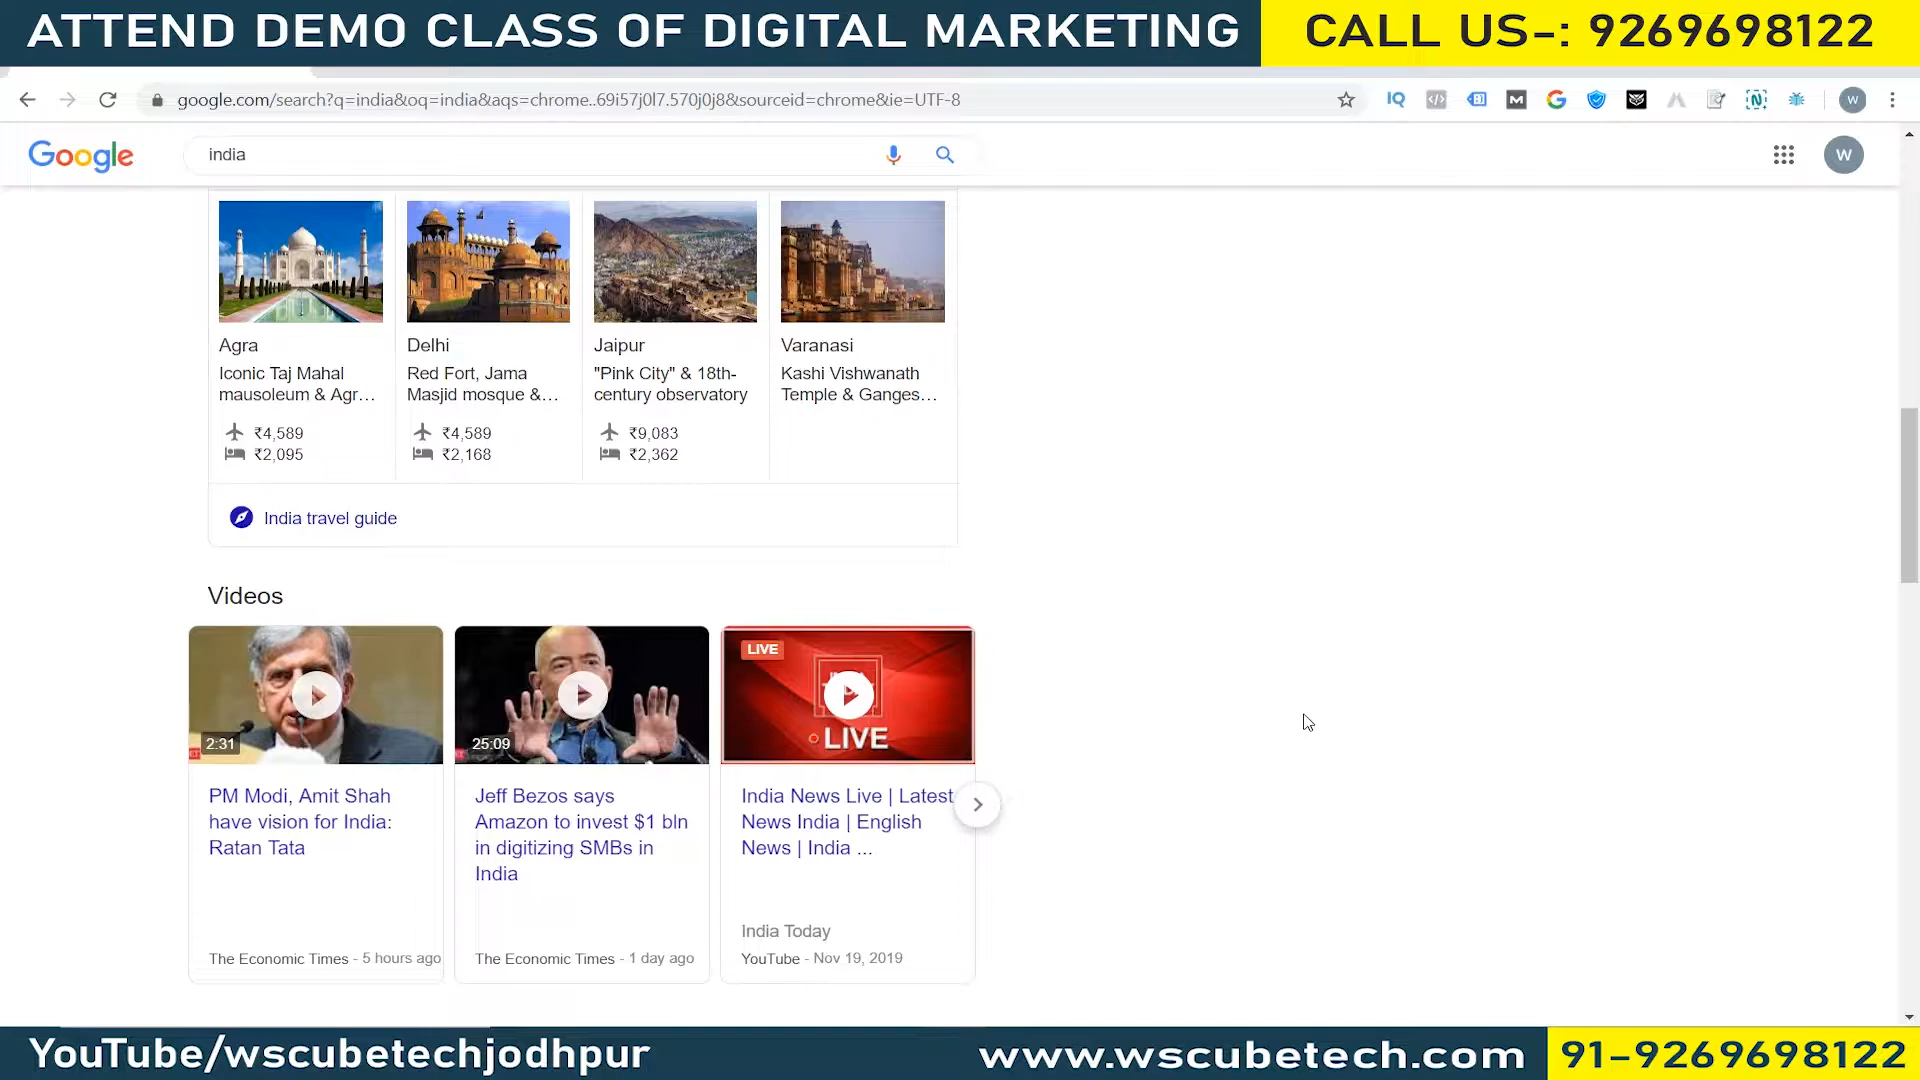 ATTEND DEMO CLASS OF DIGITAL MARKETING
CALL US-: 9269698122
google.com/search?q=india&oq=india&aqs=chrome..69i57j0l7.570j0j8&sourceid=chrome&ie=UTF-8
IQ
M
G
N
W
Google
india
W
Agra
Iconic Taj Mahal
mausoleum & Agr...
₹4,589
₹2,095
Delhi
Red Fort, Jama
Masjid mosque &...
₹4,589
₹2,168
Jaipur
"Pink City" & 18th-
century observatory
₹9,083
₹2,362
Varanasi
Kashi Vishwanath
Temple & Ganges...
India travel guide
Videos
2:31
PM Modi, Amit Shah
have vision for India:
Ratan Tata
The Economic Times - 5 hours ago
25:09
Jeff Bezos says
Amazon to invest $1 bln
in digitizing SMBs in
India
The Economic Times - 1 day ago
LIVE
LIVE
India News Live | Latest
News India | English
News | India ...
India Today
YouTube - Nov 19, 2019
YouTube/wscubetechjodhpur
www.wscubetech.com
91-9269698122